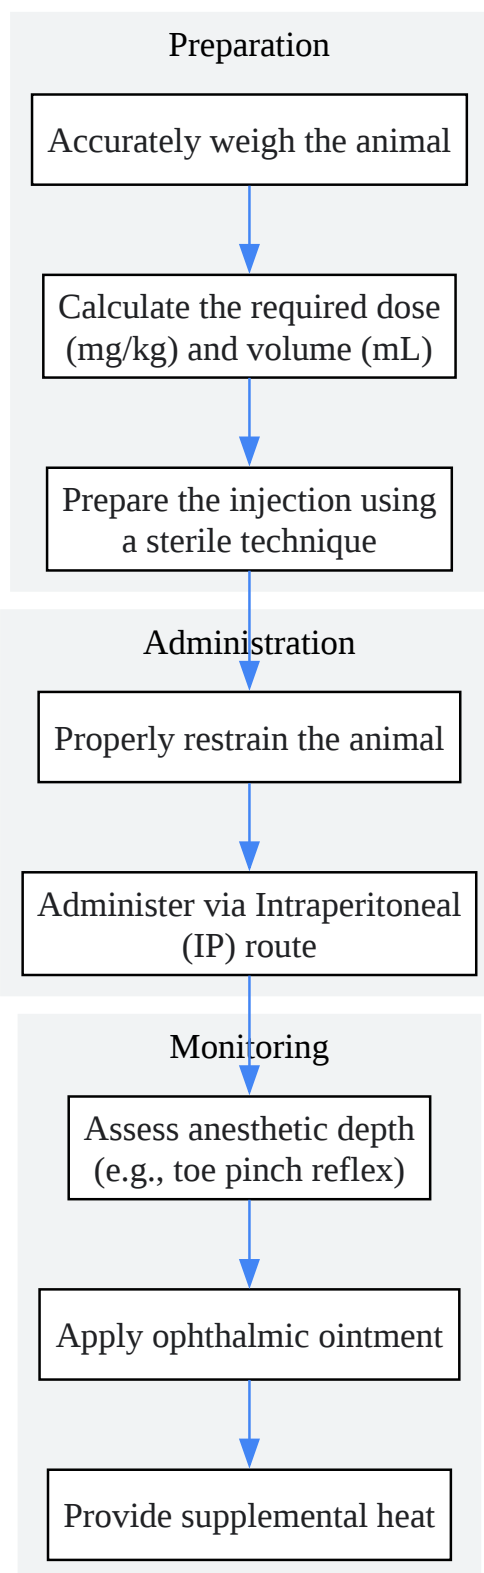 Preparation
Accurately weigh the animal
Calculate the required dose
(mg/kg) and volume (mL)
Prepare the injection using
a sterile technique
Administration
Properly restrain the animal
Administer via Intraperitoneal
(IP) route
Monitoring
Assess anesthetic depth
(e.g., toe pinch reflex)
Apply ophthalmic ointment
Provide supplemental heat